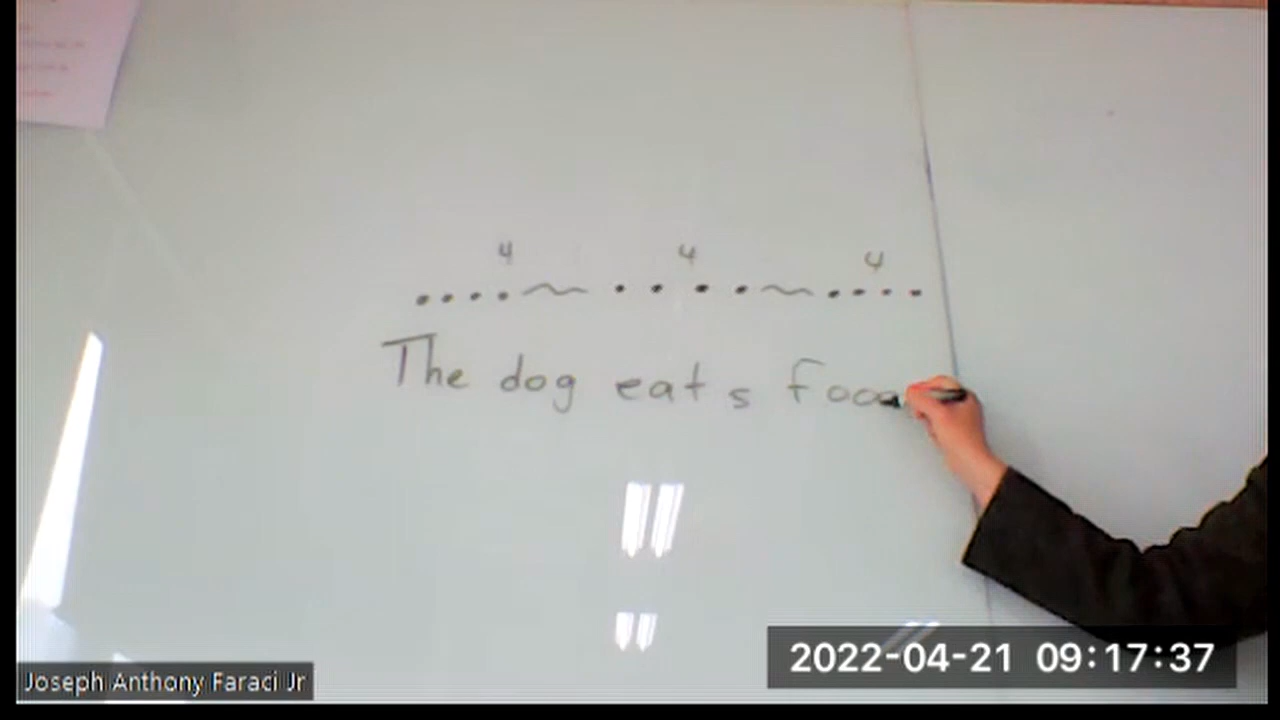 4 4 4
The dog eats foo
Joseph Anthony Faraci Jr
2022-04-21 09:17:37